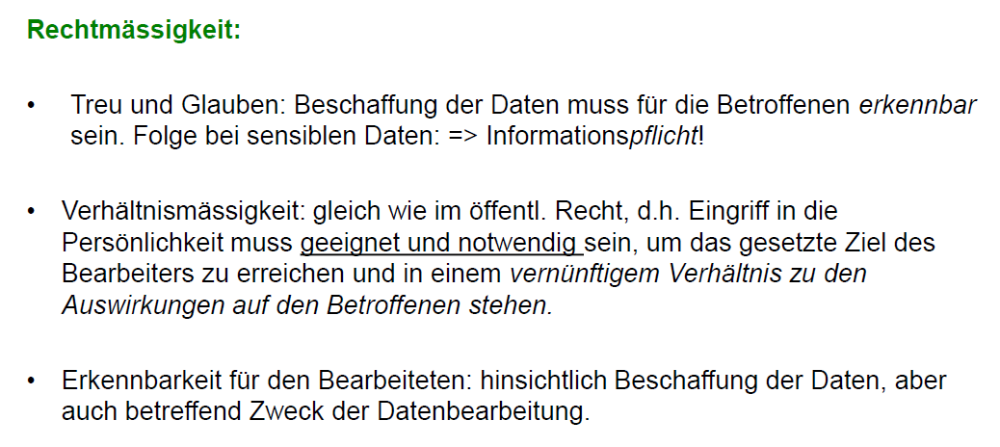 Rechtmässigkeit:
• Treu und Glauben: Beschaffung der Daten muss für die Betroffenen erkennbar
sein. Folge bei sensiblen Daten: => Informationspflicht!
• Verhältnismässigkeit: gleich wie im öffentl. Recht, d.h. Eingriff in die
Persönlichkeit muss geeignet und notwendig sein, um das gesetzte Ziel des
Bearbeiters zu erreichen und in einem vernünftigem Verhältnis zu den
Auswirkungen auf den Betroffenen stehen.
• Erkennbarkeit für den Bearbeiteten: hinsichtlich Beschaffung der Daten, aber
auch betreffend Zweck der Datenbearbeitung.